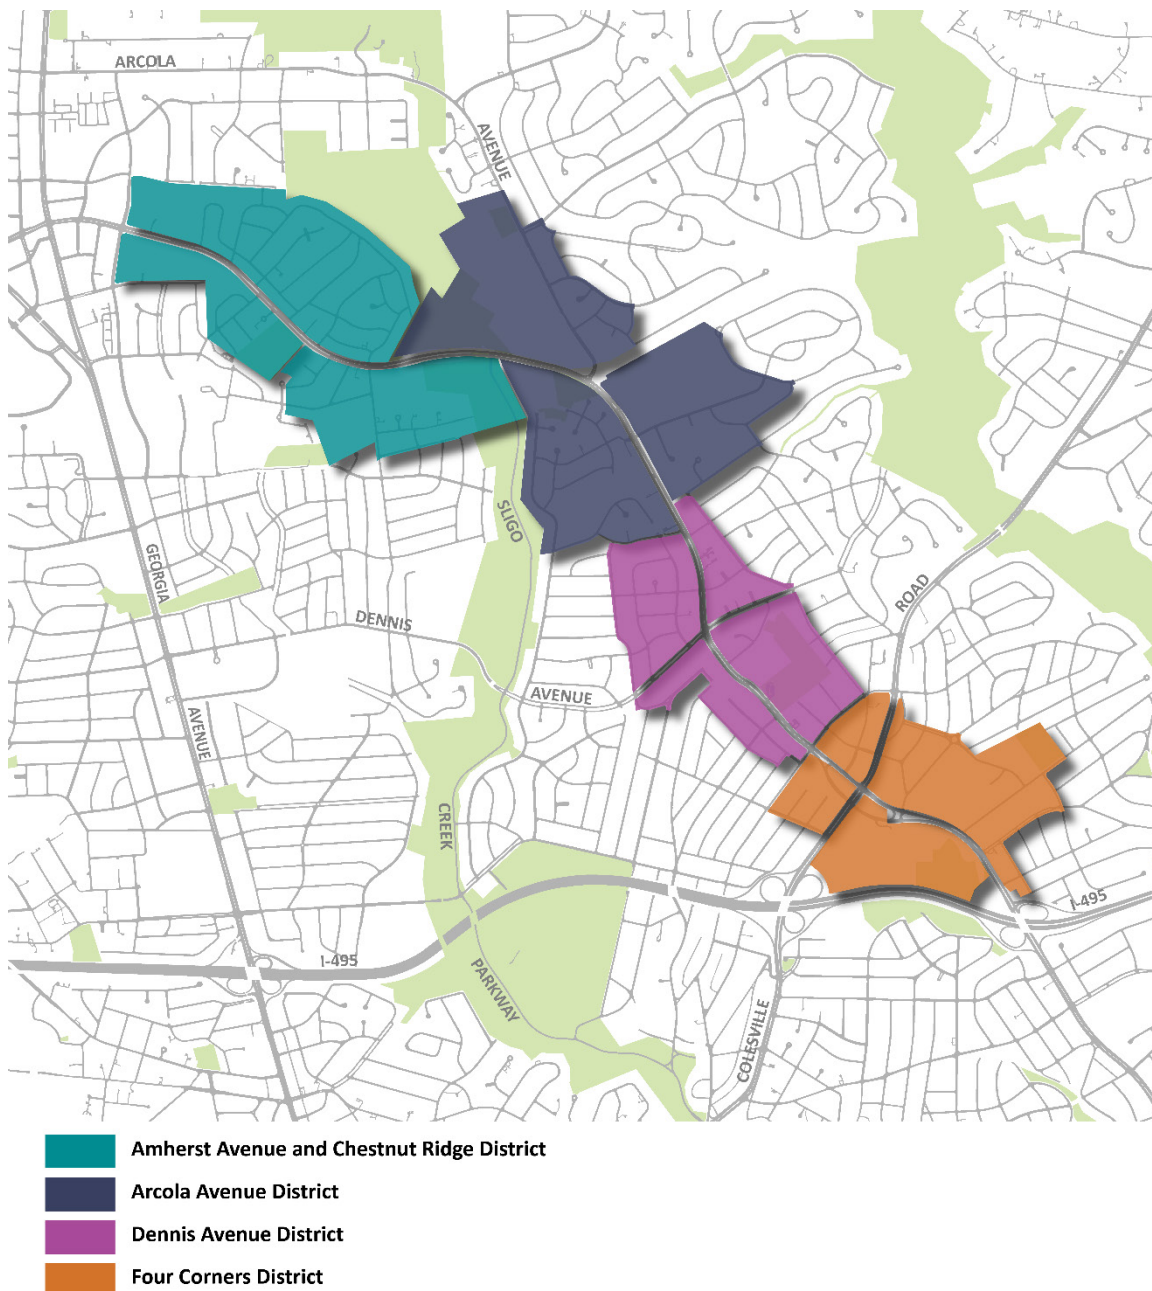 ARCOLA
AVENUE
SLIGO
GEORGIA
ROAD
DENNIS
AVENUE
AVENUE
CREEK
I-495
I-495
PARKWAY
COLESVILLE
Amherst Avenue and Chestnut Ridge District
Arcola Avenue District
Dennis Avenue District
Four Corners District